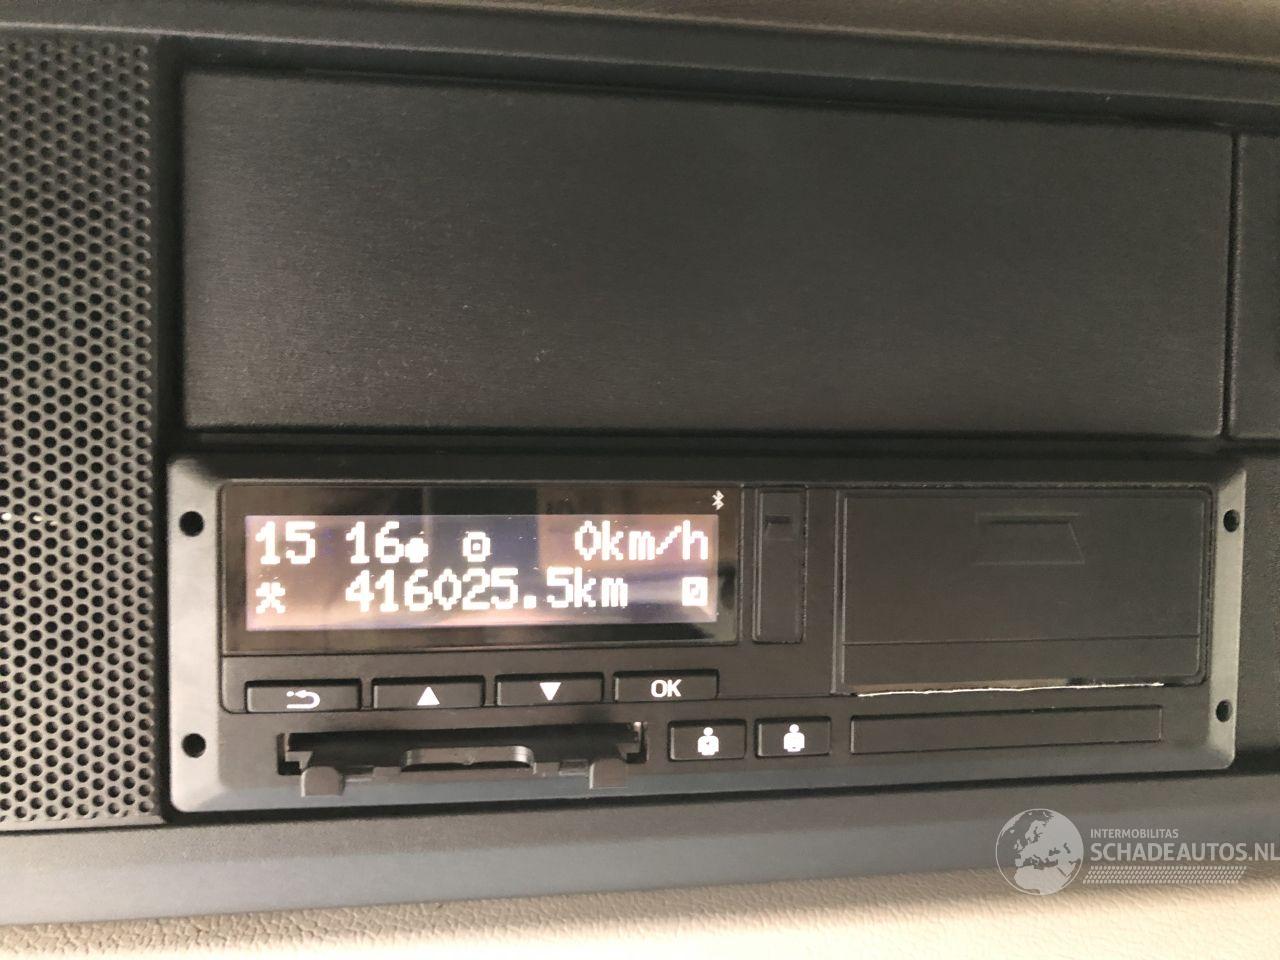 15 16 0km/h
416025.5km
OK
INTERMOBILITAS
SCHADEAUTOS.NL